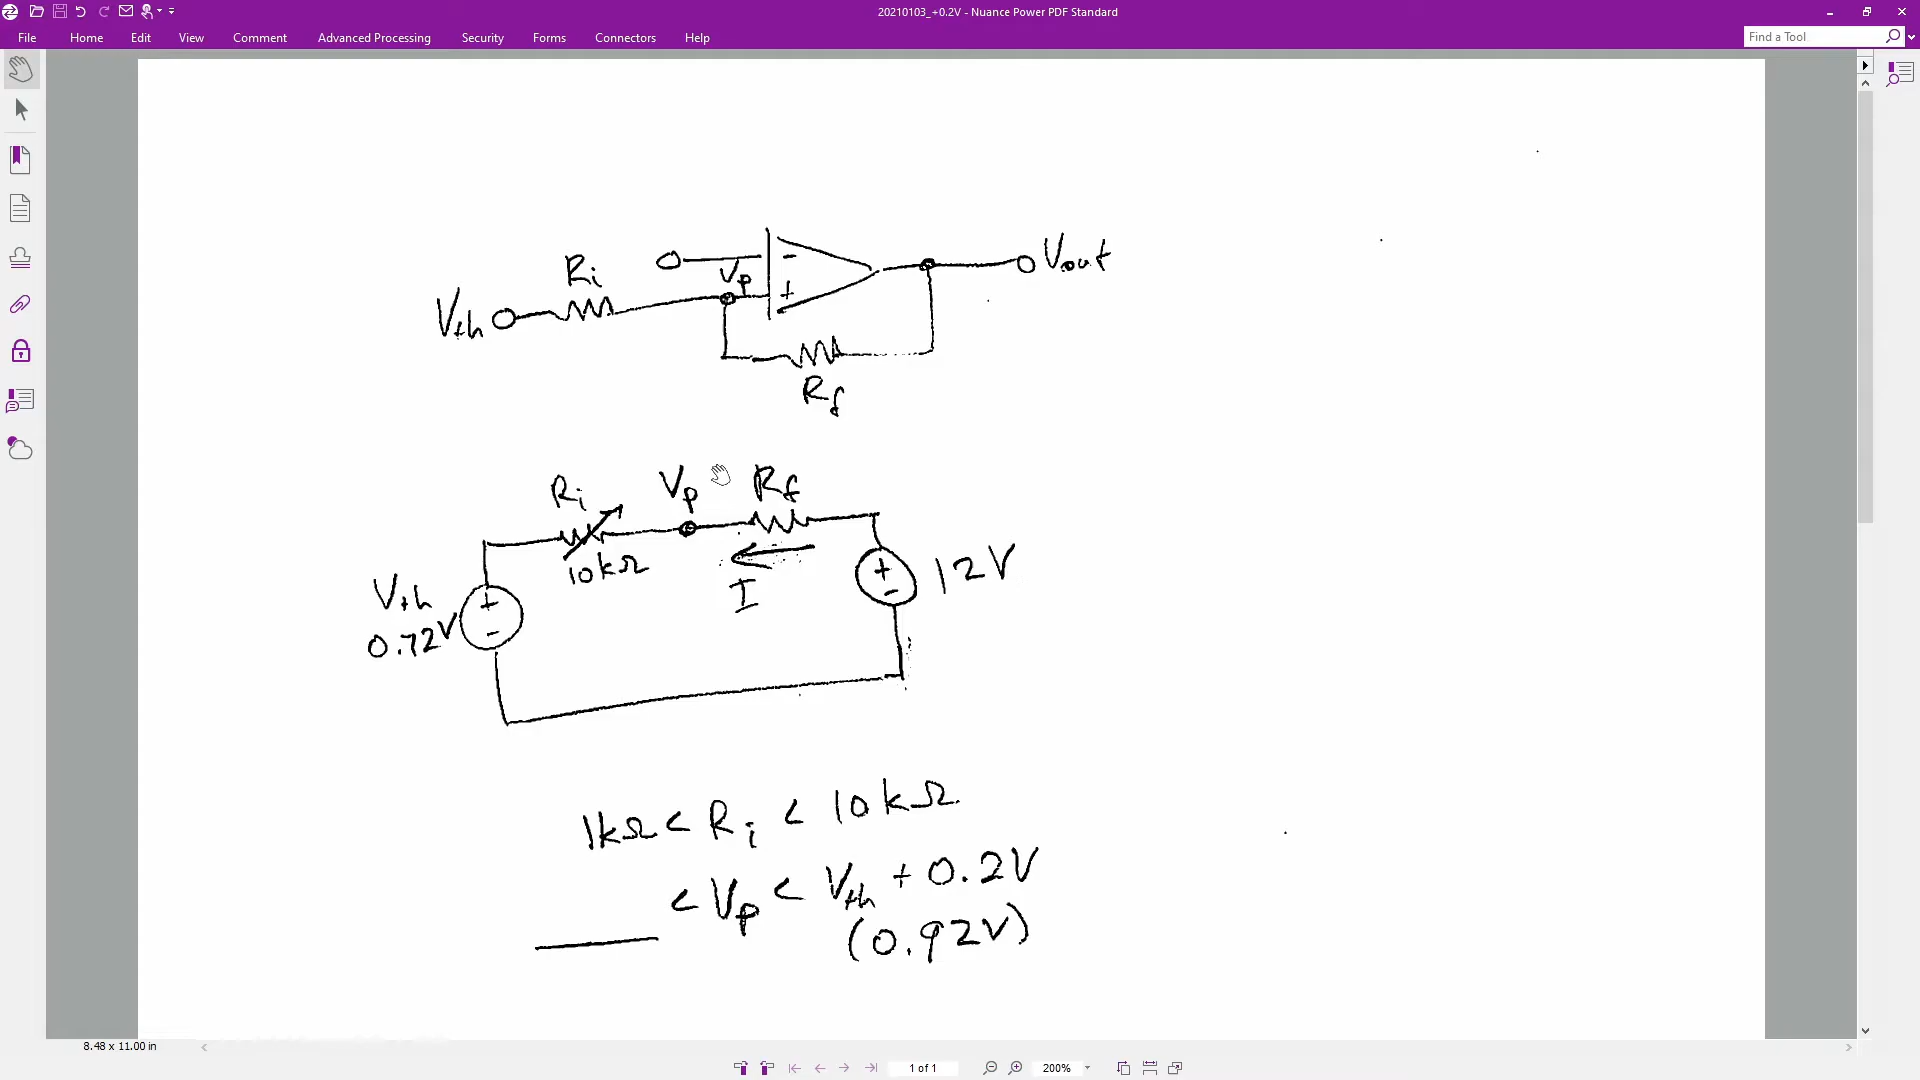 20210103_+0.2V - Nuance Power PDF Standard
File Home Edit View Comment Advanced Processing Security Forms Connectors Help
Find a Tool
Ri
-
Vp
+
Vth
Vout
Rf
Ri
Vp
Rf
10kΩ
I
+
-
12V
Vth
0.72V
+
-
1kΩ < Ri < 10kΩ
< Vp < Vth + 0.2V
(0.92V)
8.48 x 11.00 in
1 of 1
200%